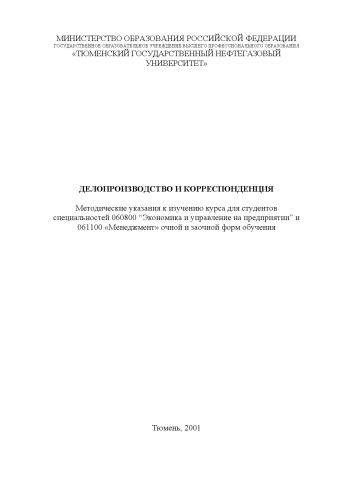 МИНИСТЕРСТВО ОБРАЗОВАНИЯ РОССИЙСКОЙ ФЕДЕРАЦИИ
ГОСУДАРСТВЕННОЕ ОБРАЗОВАТЕЛЬНОЕ УЧРЕЖДЕНИЕ ВЫСШЕГО ПРОФЕССИОНАЛЬНОГО ОБРАЗОВАНИЯ
«ТЮМЕНСКИЙ ГОСУДАРСТВЕННЫЙ НЕФТЕГАЗОВЫЙ
УНИВЕРСИТЕТ»
ДЕЛОПРОИЗВОДСТВО И КОРРЕСПОНДЕНЦИЯ
Методические указания к изучению курса для студентов
специальностей 060800 "Экономика и управление на предприятии" и
061100 «Менеджмент» очной и заочной форм обучения
Тюмень, 2001